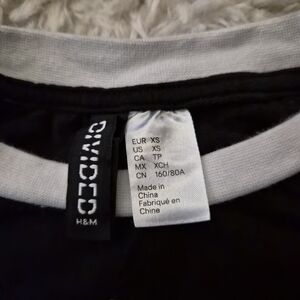 DIVIDED
H&M
EUR XS
US XS
CA TP
MX XCH
CN 160/80A
Made in
China
Fabriqué en
Chine